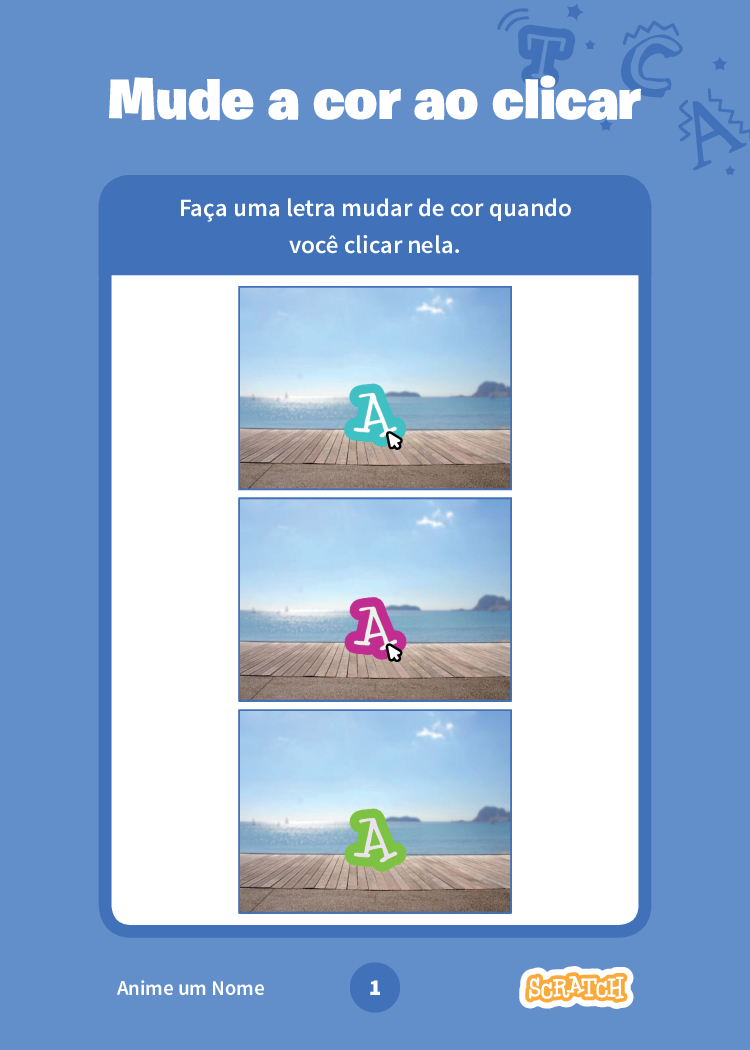 T
C
A
Mude a cor ao clicar
Faça uma letra mudar de cor quando
você clicar nela.
A
A
A
Anime um Nome
1
SCRATCH